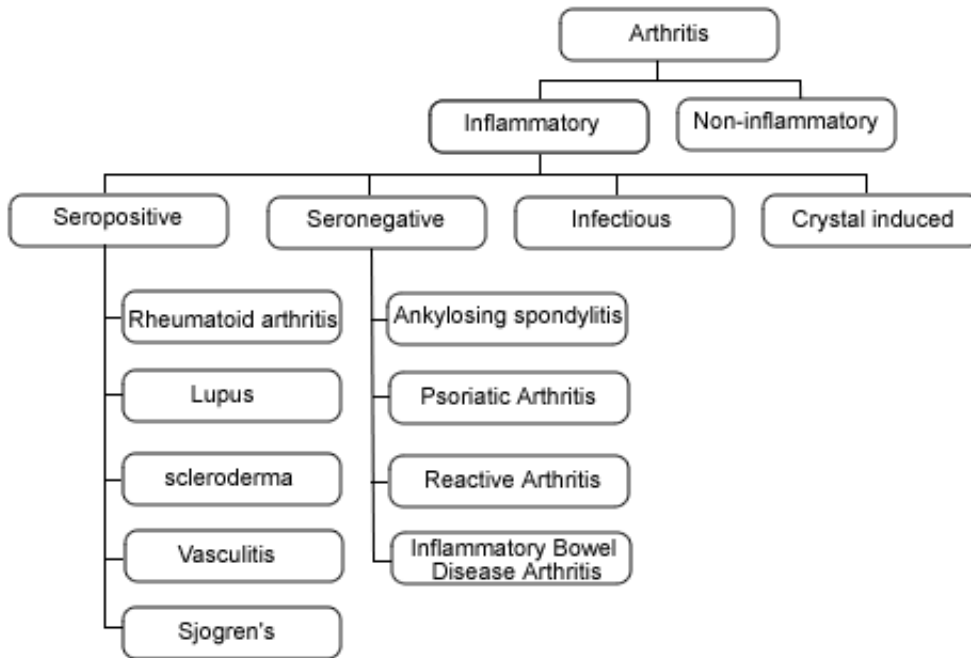 Arthritis
Inflammatory
Non-inflammatory
Seropositive
Seronegative
Infectious
Crystal induced
Rheumatoid arthritis
Lupus
scleroderma
Vasculitis
Sjogren's
Ankylosing spondylitis
Psoriatic Arthritis
Reactive Arthritis
Inflammatory Bowel
Disease Arthritis